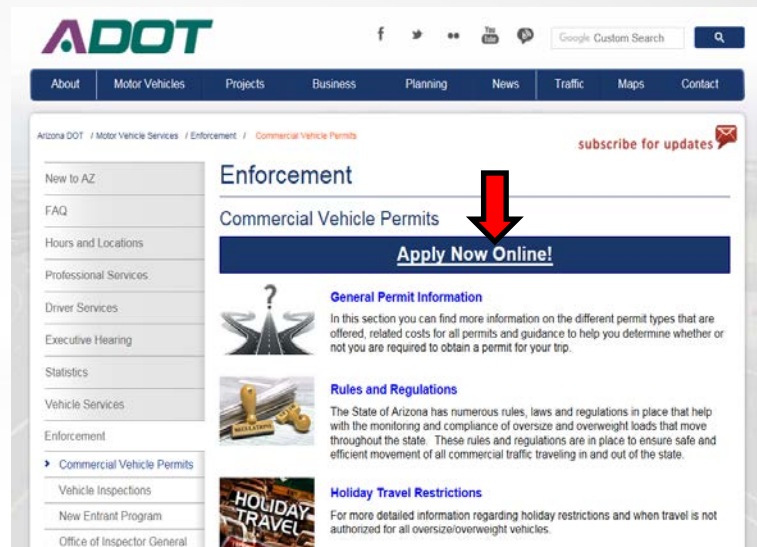 ADOT
You
Tube
Google Custom Search
About Motor Vehicles Projects Business Planning News Traffic Maps Contact
Arizona DOT / Motor Vehicle Services / Enforcement / Commercial Vehicle Permits
subscribe for updates
New to AZ
FAQ
Hours and Locations
Professional Services
Driver Services
Executive Hearing
Statistics
Vehicle Services
Enforcement
Commercial Vehicle Permits
Vehicle Inspections
New Entrant Program
Office of Inspector General
Enforcement
Commercial Vehicle Permits
Apply Now Online!
?
General Permit Information
In this section you can find more information on the different permit types that are
offered, related costs for all permits and guidance to help you determine whether or
not you are required to obtain a permit for your trip.
REGULATIONS
Rules and Regulations
The State of Arizona has numerous rules, laws and regulations in place that help
with the monitoring and compliance of oversize and overweight loads that move
throughout the state. These rules and regulations are in place to ensure safe and
efficient movement of all commercial traffic traveling in and out of the state.
HOLIDAY
TRAVEL
Holiday Travel Restrictions
For more detailed information regarding holiday restrictions and when travel is not
authorized for all oversize/overweight vehicles.